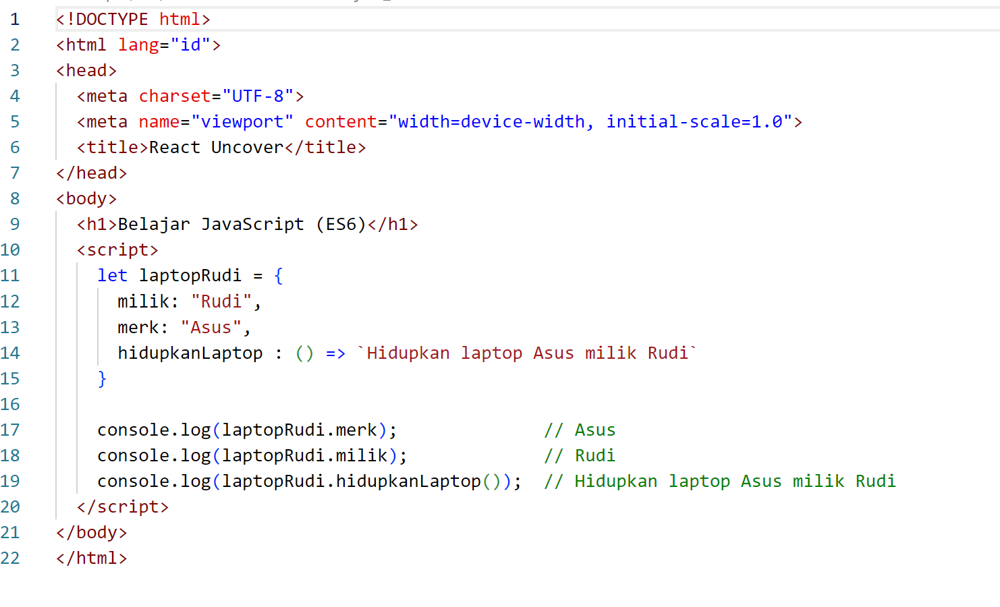 1 <!DOCTYPE html>
2 <html lang="id">
3 <head>
4   <meta charset="UTF-8">
5   <meta name="viewport" content="width=device-width, initial-scale=1.0">
6   <title>React Uncover</title>
7 </head>
8 <body>
9   <h1>Belajar JavaScript (ES6)</h1>
10   <script>
11     let laptopRudi = {
12       milik: "Rudi",
13       merk: "Asus",
14       hidupkanLaptop : () => `Hidupkan laptop Asus milik Rudi`
15     }
16
17     console.log(laptopRudi.merk);              // Asus
18     console.log(laptopRudi.milik);             // Rudi
19     console.log(laptopRudi.hidupkanLaptop());  // Hidupkan laptop Asus milik Rudi
20   </script>
21 </body>
22 </html>